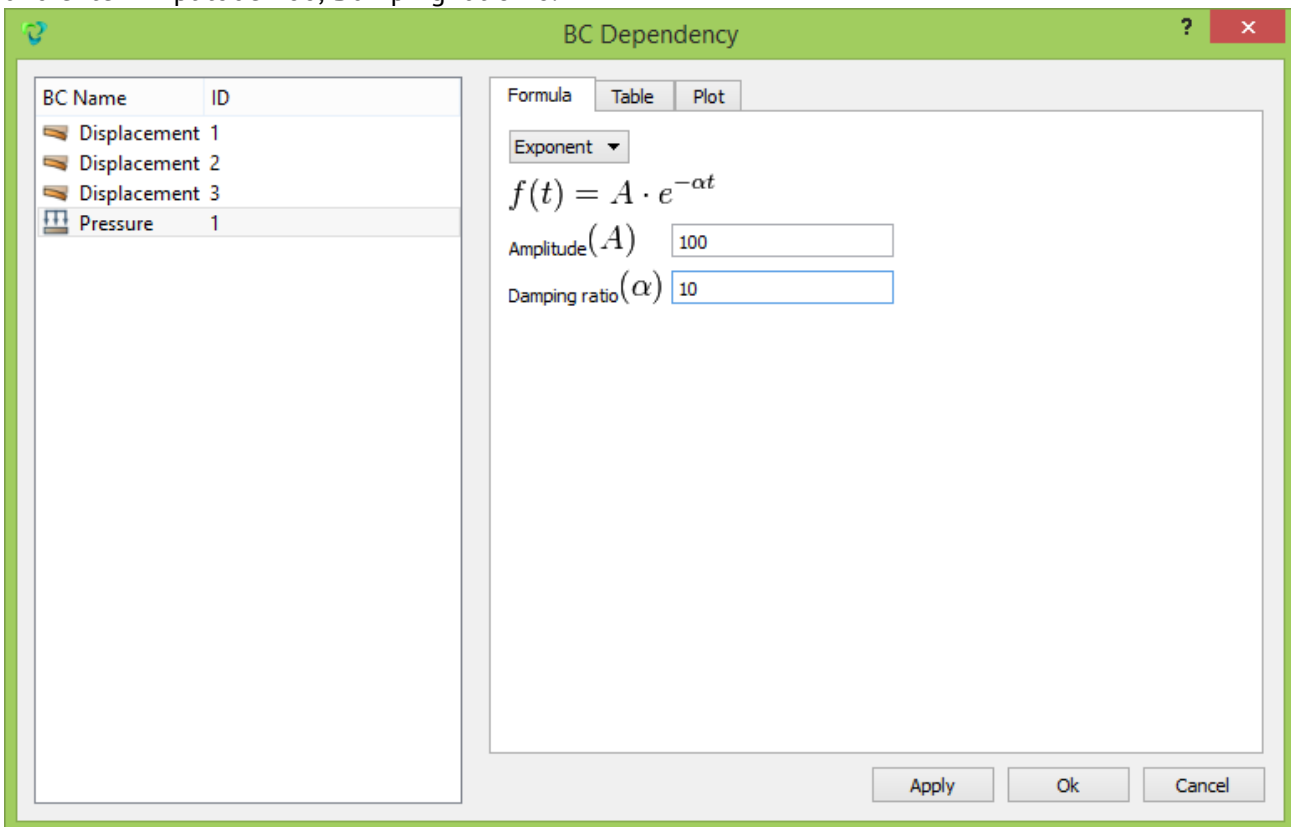 BC Dependency
?
×
BC Name ID
Displacement 1
Displacement 2
Displacement 3
Pressure 1
Formula Table Plot
Exponent
f(t) = A · e^{−αt}
Amplitude(A) 100
Damping ratio(α) 10
Apply Ok Cancel